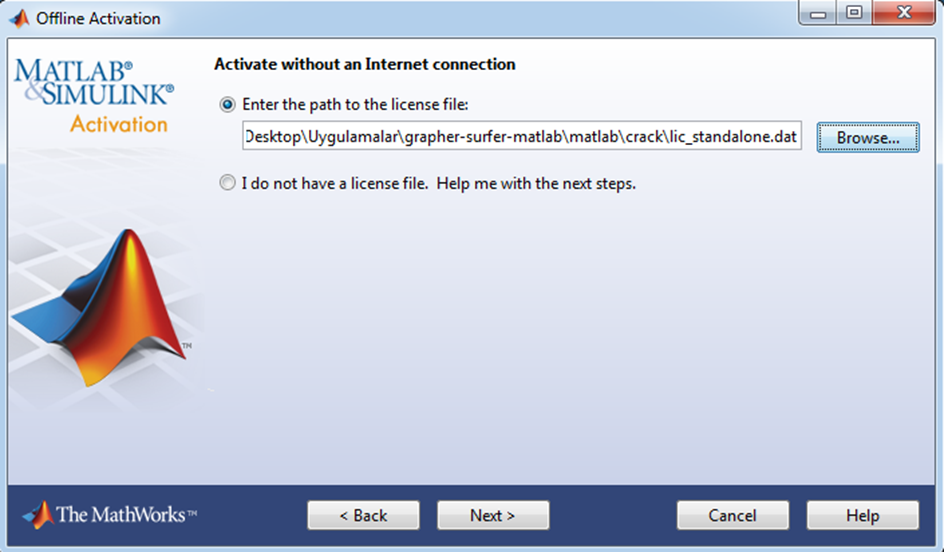 Offline Activation
MATLAB®
&SIMULINK®
Activation
Activate without an Internet connection
Enter the path to the license file:
Desktop\Uygulamalar\grapher-surfer-matlab\matlab\crack\lic_standalone.dat
Browse...
I do not have a license file. Help me with the next steps.
TM
The MathWorks™
< Back
Next >
Cancel
Help